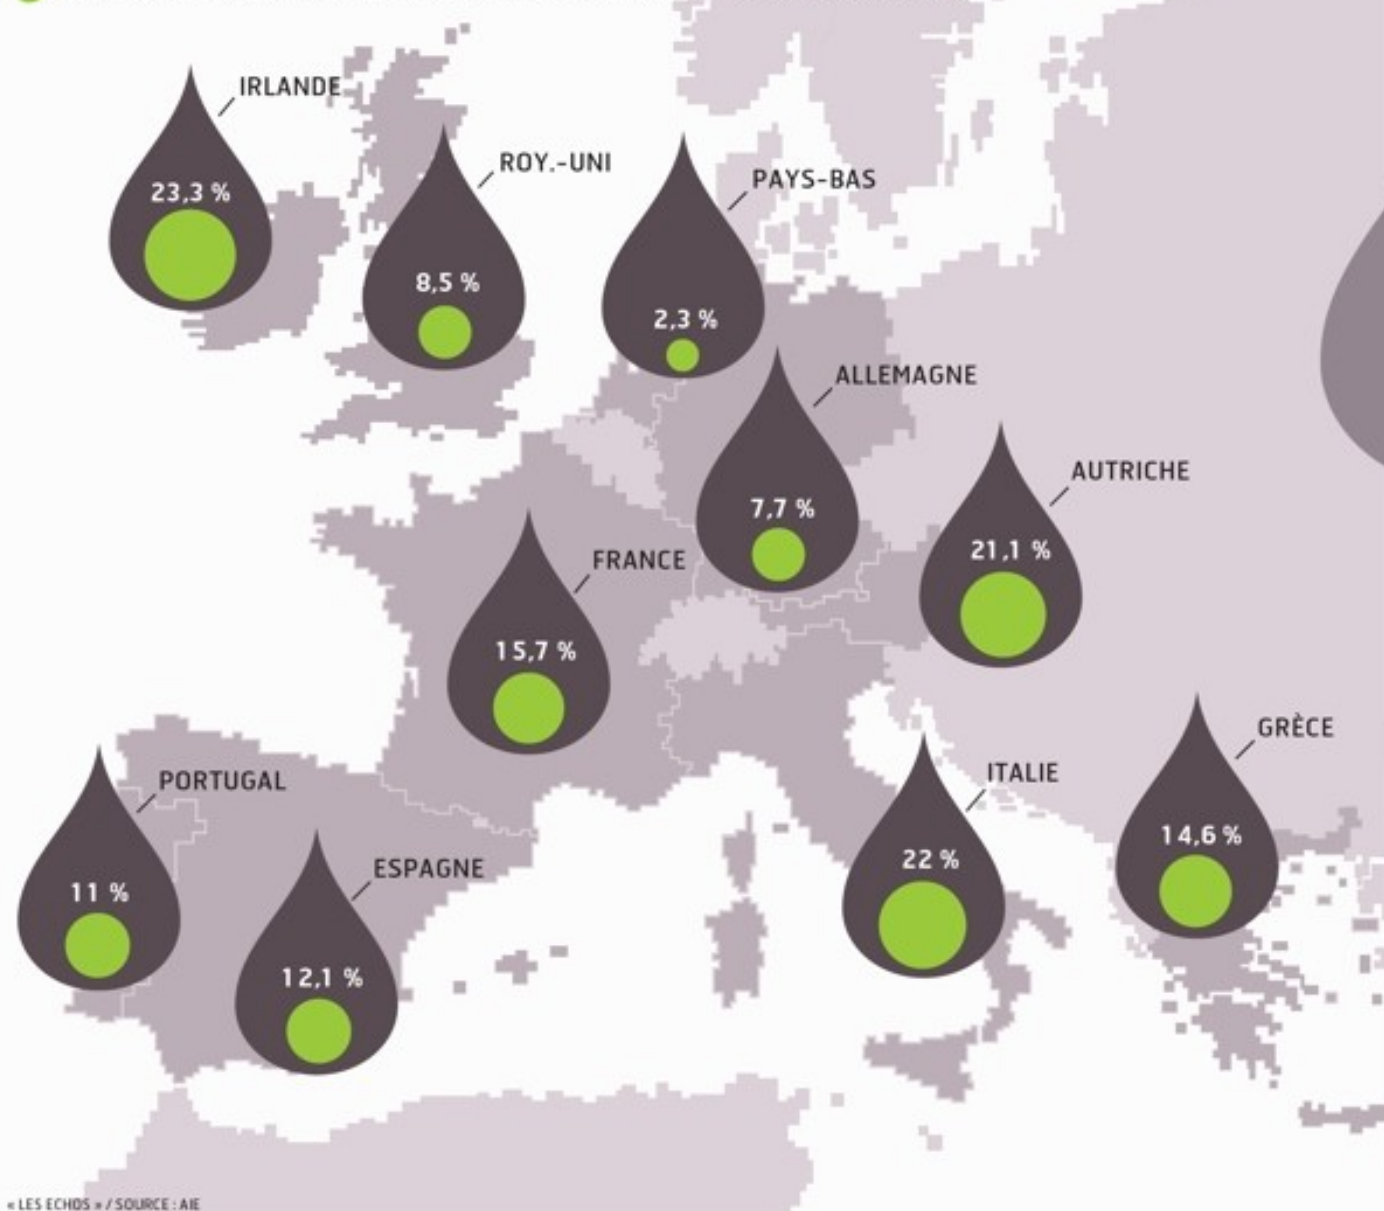 IRLANDE
23,3 %
ROY.-UNI
8,5 %
PAYS-BAS
2,3 %
ALLEMAGNE
7,7 %
AUTRICHE
21,1 %
FRANCE
15,7 %
GRÈCE
14,6 %
ITALIE
22 %
PORTUGAL
11 %
ESPAGNE
12,1 %
« LES ECHOS » / SOURCE : AIE